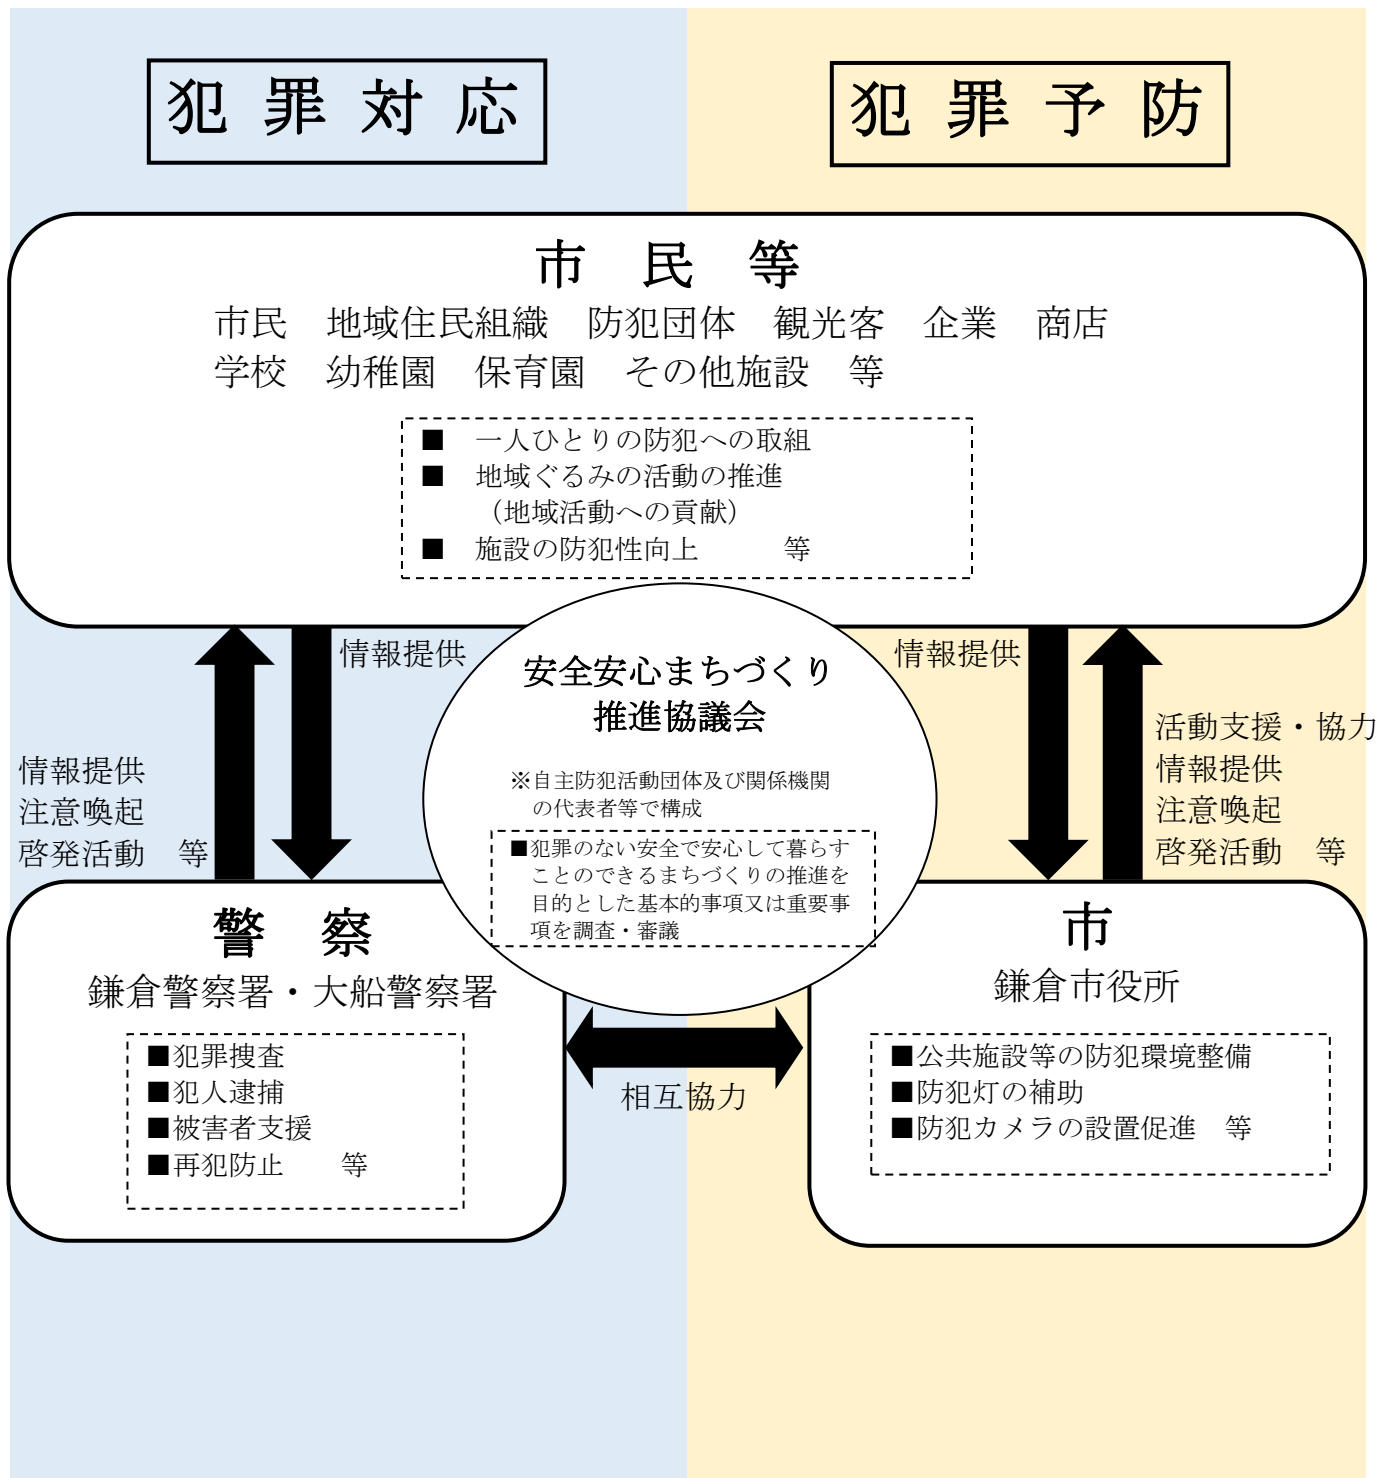 犯罪対応
犯罪予防
市　民　等
市民　地域住民組織　防犯団体　観光客　企業　商店
学校　幼稚園　保育園　その他施設　等
■　一人ひとりの防犯への取組
■　地域ぐるみの活動の推進
（地域活動への貢献）
■　施設の防犯性向上　　　等
情報提供
情報提供
注意喚起
啓発活動　等
安全安心まちづくり
推進協議会
※自主防犯活動団体及び関係機関
の代表者等で構成
■犯罪のない安全で安心して暮らす
ことのできるまちづくりの推進を
目的とした基本的事項又は重要事
項を調査・審議
情報提供
活動支援・協力
情報提供
注意喚起
啓発活動　等
警　察
鎌倉警察署・大船警察署
■犯罪捜査
■犯人逮捕
■被害者支援
■再犯防止　　等
相互協力
市
鎌倉市役所
■公共施設等の防犯環境整備
■防犯灯の補助
■防犯カメラの設置促進　等